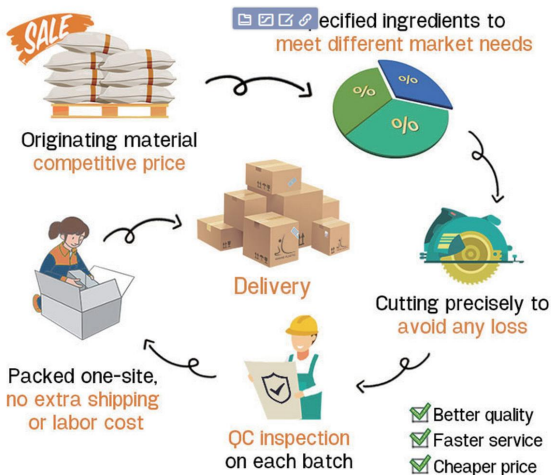 SALE
ecified ingredients to
meet different market needs
%
%
%
Originating material
competitive price
Delivery
Cutting precisely to
avoid any loss
Packed one-site,
no extra shipping
or labor cost
QC inspection
on each batch
Better quality
Faster service
Cheaper price